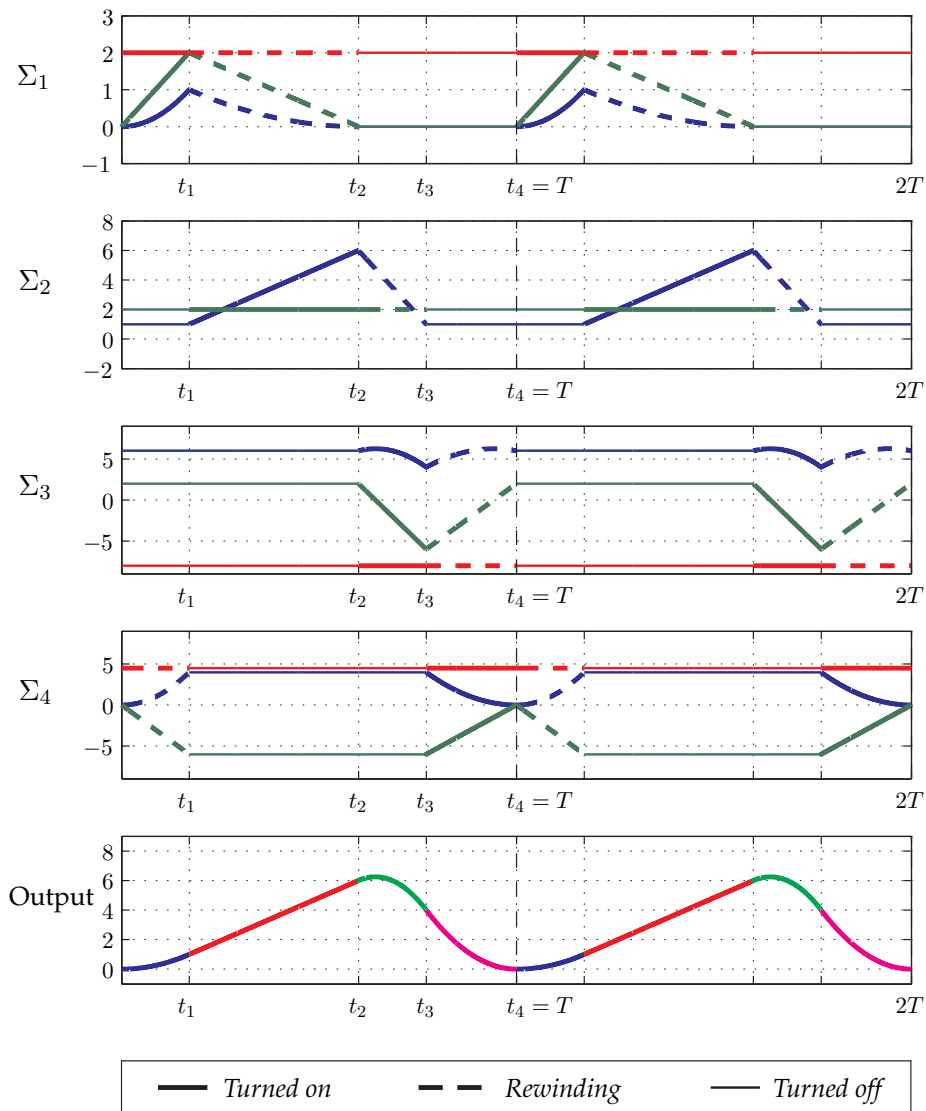 3
2
Σ1
1
0
−1
t1 t2 t3 t4 = T 2T
8
6
Σ2
4
2
0
−2
t1 t2 t3 t4 = T 2T
5
Σ3
0
−5
t1 t2 t3 t4 = T 2T
5
Σ4
0
−5
t1 t2 t3 t4 = T 2T
8
6
Output
4
2
0
t1 t2 t3 t4 = T 2T
Turned on Rewinding Turned off